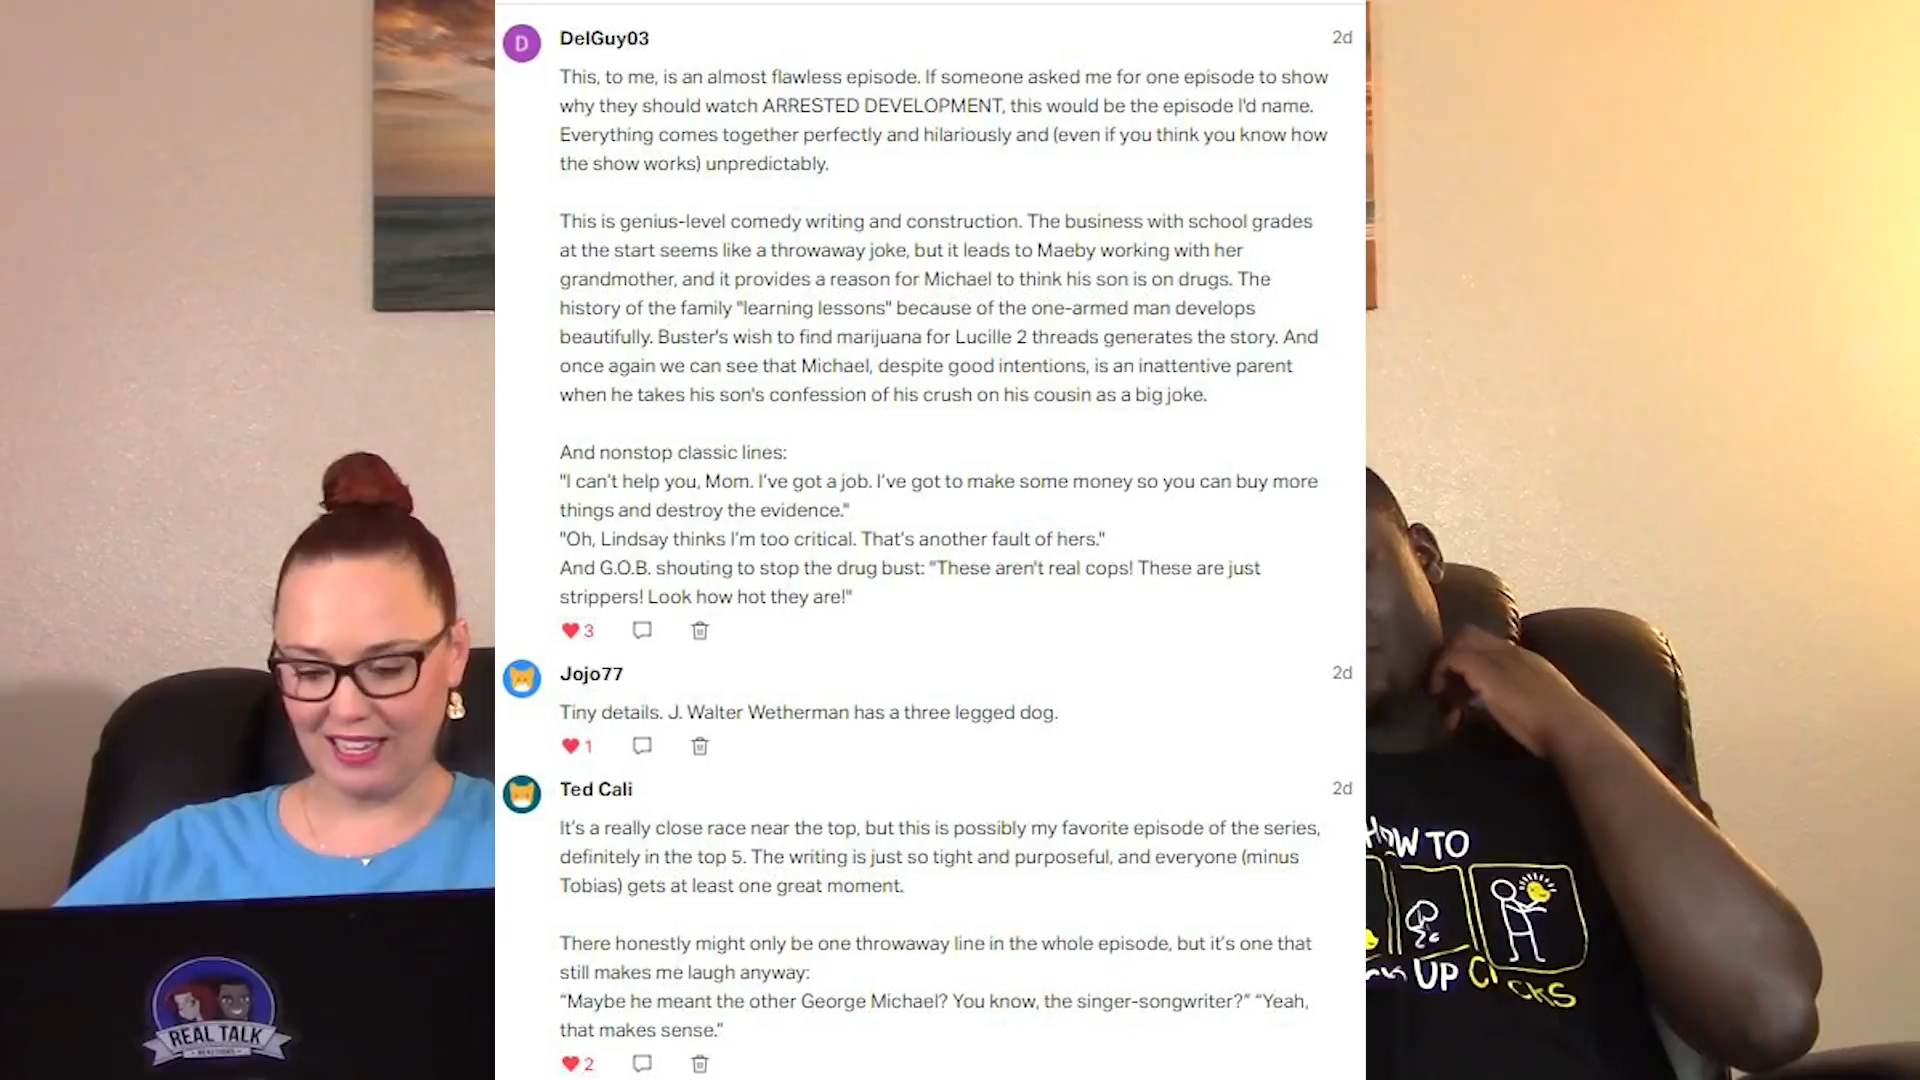 D
DelGuy03
2d
This, to me, is an almost flawless episode. If someone asked me for one episode to show
why they should watch ARRESTED DEVELOPMENT, this would be the episode I'd name.
Everything comes together perfectly and hilariously and (even if you think you know how
the show works) unpredictably.
This is genius-level comedy writing and construction. The business with school grades
at the start seems like a throwaway joke, but it leads to Maeby working with her
grandmother, and it provides a reason for Michael to think his son is on drugs. The
history of the family "learning lessons" because of the one-armed man develops
beautifully. Buster's wish to find marijuana for Lucille 2 threads generates the story. And
once again we can see that Michael, despite good intentions, is an inattentive parent
when he takes his son's confession of his crush on his cousin as a big joke.
And nonstop classic lines:
"I can't help you, Mom. I've got a job. I've got to make some money so you can buy more
things and destroy the evidence."
"Oh, Lindsay thinks I'm too critical. That's another fault of hers."
And G.O.B. shouting to stop the drug bust: "These aren't real cops! These are just
strippers! Look how hot they are!"
3
Jojo77
2d
Tiny details. J. Walter Wetherman has a three legged dog.
1
Ted Cali
2d
It's a really close race near the top, but this is possibly my favorite episode of the series,
definitely in the top 5. The writing is just so tight and purposeful, and everyone (minus
Tobias) gets at least one great moment.
There honestly might only be one throwaway line in the whole episode, but it's one that
still makes me laugh anyway:
“Maybe he meant the other George Michael? You know, the singer-songwriter?” “Yeah,
that makes sense.”
2
REAL TALK
REACTIONS
HOW TO
UP